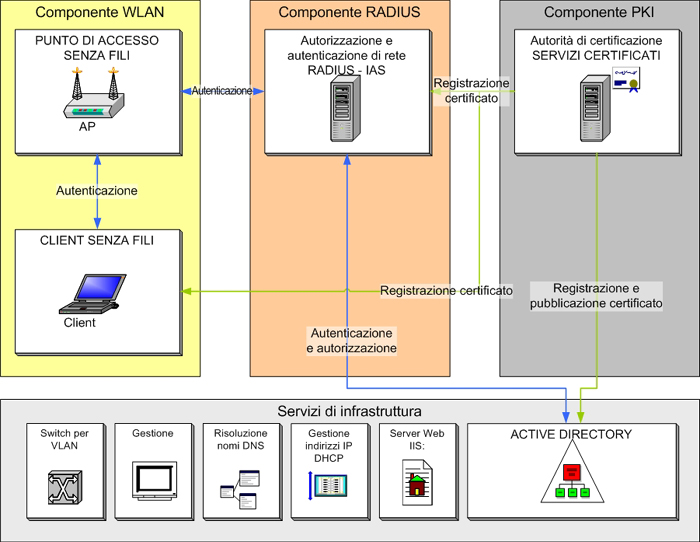 Componente WLAN
Componente RADIUS
Componente PKI
PUNTO DI ACCESSO
SENZA FILI
AP
Autenticazione
Autorizzazione e
autenticazione di rete
RADIUS - IAS
Registrazione
certificato
Autorità di certificazione
SERVIZI CERTIFICATI
Autenticazione
CLIENT SENZA FILI
Client
Registrazione certificato
Registrazione e
pubblicazione certificato
Autenticazione
e autorizzazione
Servizi di infrastruttura
Switch per
VLAN
Gestione
Risoluzione
nomi DNS
Gestione
indirizzi IP
DHCP
Server Web
IIS:
ACTIVE DIRECTORY